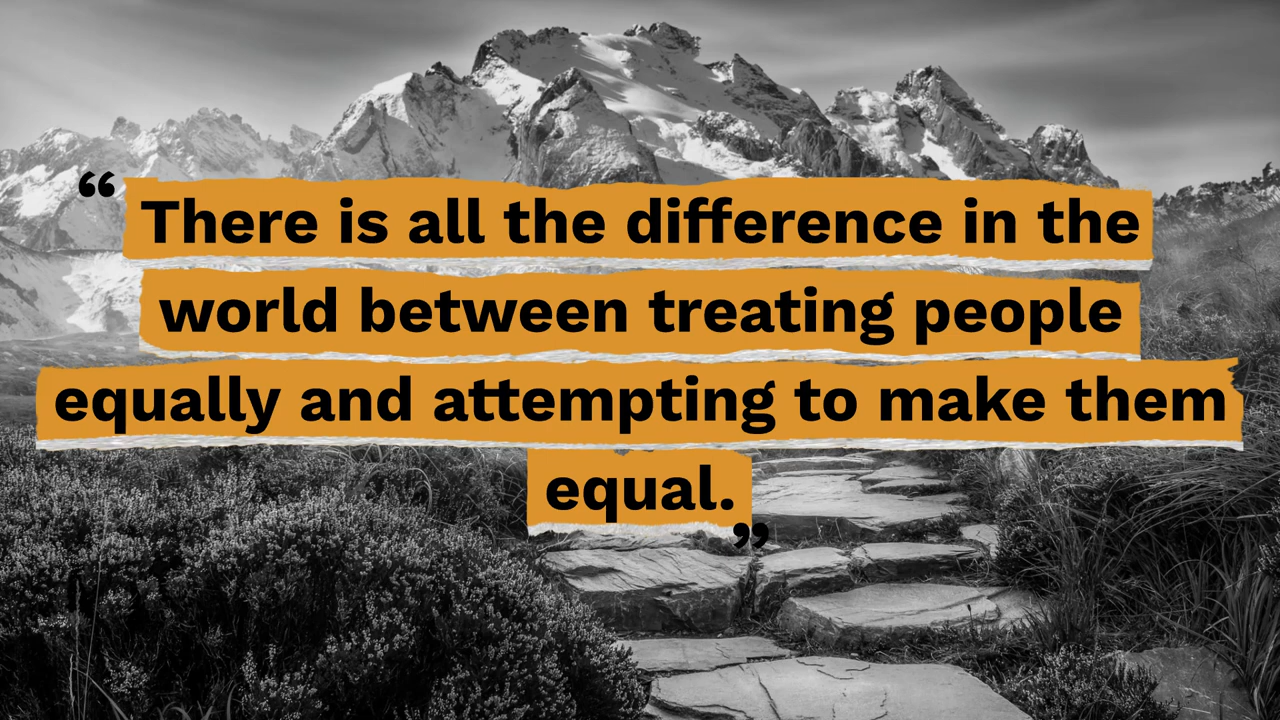 “There is all the difference in the
world between treating people
equally and attempting to make them
equal.”